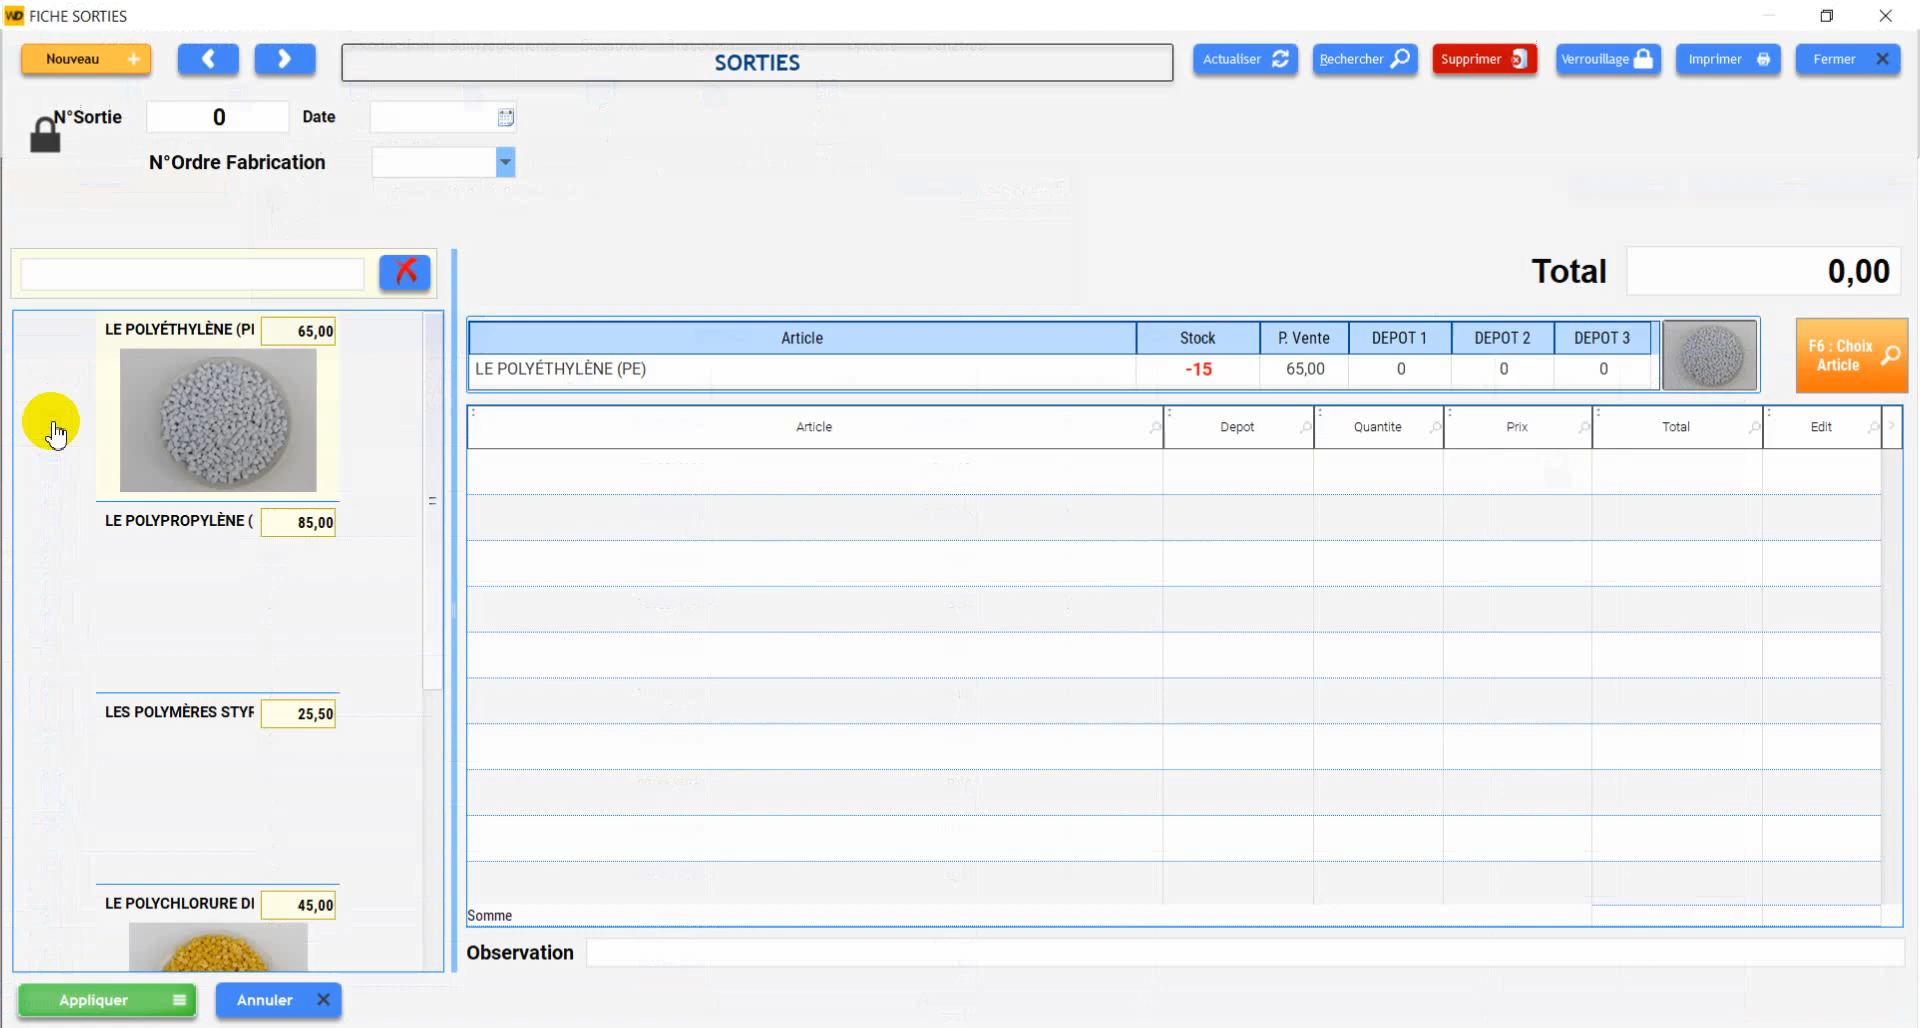 WD FICHE SORTIES
Nouveau
SORTIES
Actualiser
Rechercher
Supprimer
Verrouillage
Imprimer
Fermer
N°Sortie 0 Date
N°Ordre Fabrication
Total 0,00
LE POLYÉTHYLÈNE (PI 65,00
LE POLYPROPYLÈNE ( 85,00
LES POLYMÈRES STYF 25,50
LE POLYCHLORURE DI 45,00
Article Stock P. Vente DEPOT 1 DEPOT 2 DEPOT 3
LE POLYÉTHYLÈNE (PE) -15 65,00 0 0 0
F6 : Choix
Article
Article Depot Quantite Prix Total Edit
Somme
Observation
Appliquer
Annuler